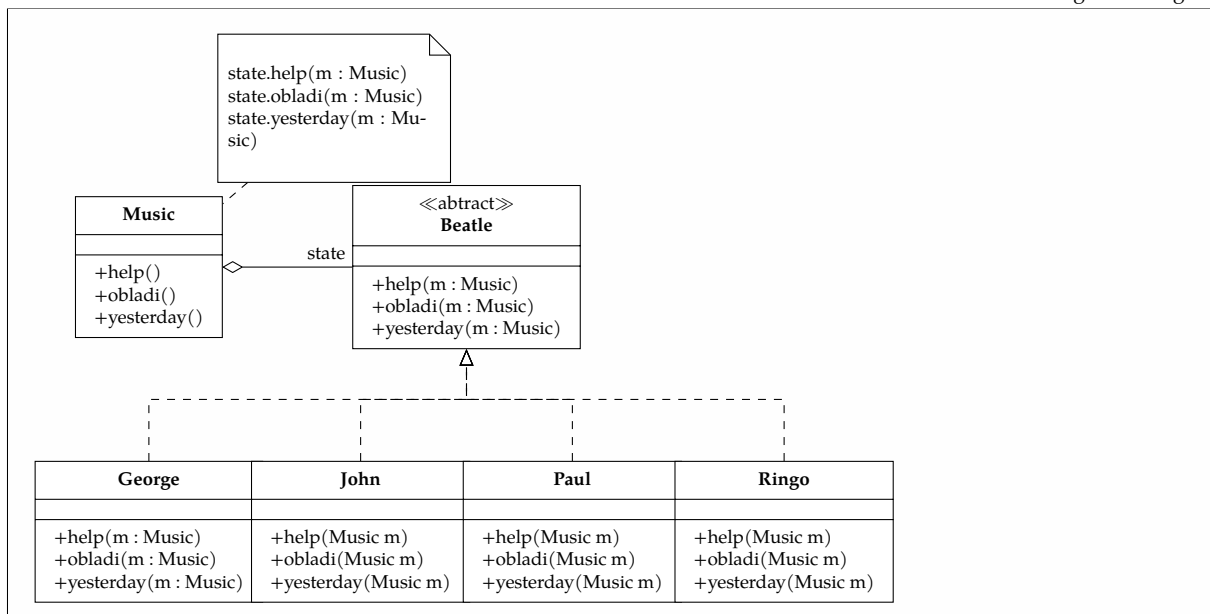 state.help(m : Music)
state.obladi(m : Music)
state.yesterday(m : Mu-
sic)
Music
+help()
+obladi()
+yesterday()
state
≪abtract≫
Beatle
+help(m : Music)
+obladi(m : Music)
+yesterday(m : Music)
George
+help(m : Music)
+obladi(m : Music)
+yesterday(m : Music)
John
+help(Music m)
+obladi(Music m)
+yesterday(Music m)
Paul
+help(Music m)
+obladi(Music m)
+yesterday(Music m)
Ringo
+help(Music m)
+obladi(Music m)
+yesterday(Music m)